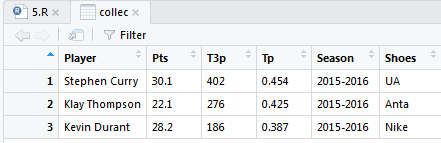 5.R collec
Filter
Player Pts T3p Tp Season Shoes
1 Stephen Curry 30.1 402 0.454 2015-2016 UA
2 Klay Thompson 22.1 276 0.425 2015-2016 Anta
3 Kevin Durant 28.2 186 0.387 2015-2016 Nike